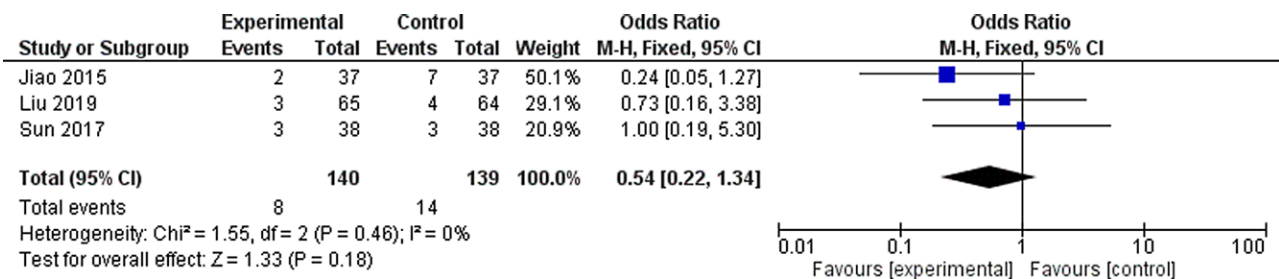 Experimental Control Odds Ratio Odds Ratio
Study or Subgroup Events Total Events Total Weight M-H, Fixed, 95% CI M-H, Fixed, 95% CI
Jiao 2015 2 37 7 37 50.1% 0.24 [0.05, 1.27]
Liu 2019 3 65 4 64 29.1% 0.73 [0.16, 3.38]
Sun 2017 3 38 3 38 20.9% 1.00 [0.19, 5.30]
Total (95% CI) 140 139 100.0% 0.54 [0.22, 1.34]
Total events 8 14
Heterogeneity: Chi² = 1.55, df = 2 (P = 0.46); I² = 0%
Test for overall effect: Z = 1.33 (P = 0.18)
0.01 0.1 1 10 100
Favours [experimental] Favours [control]